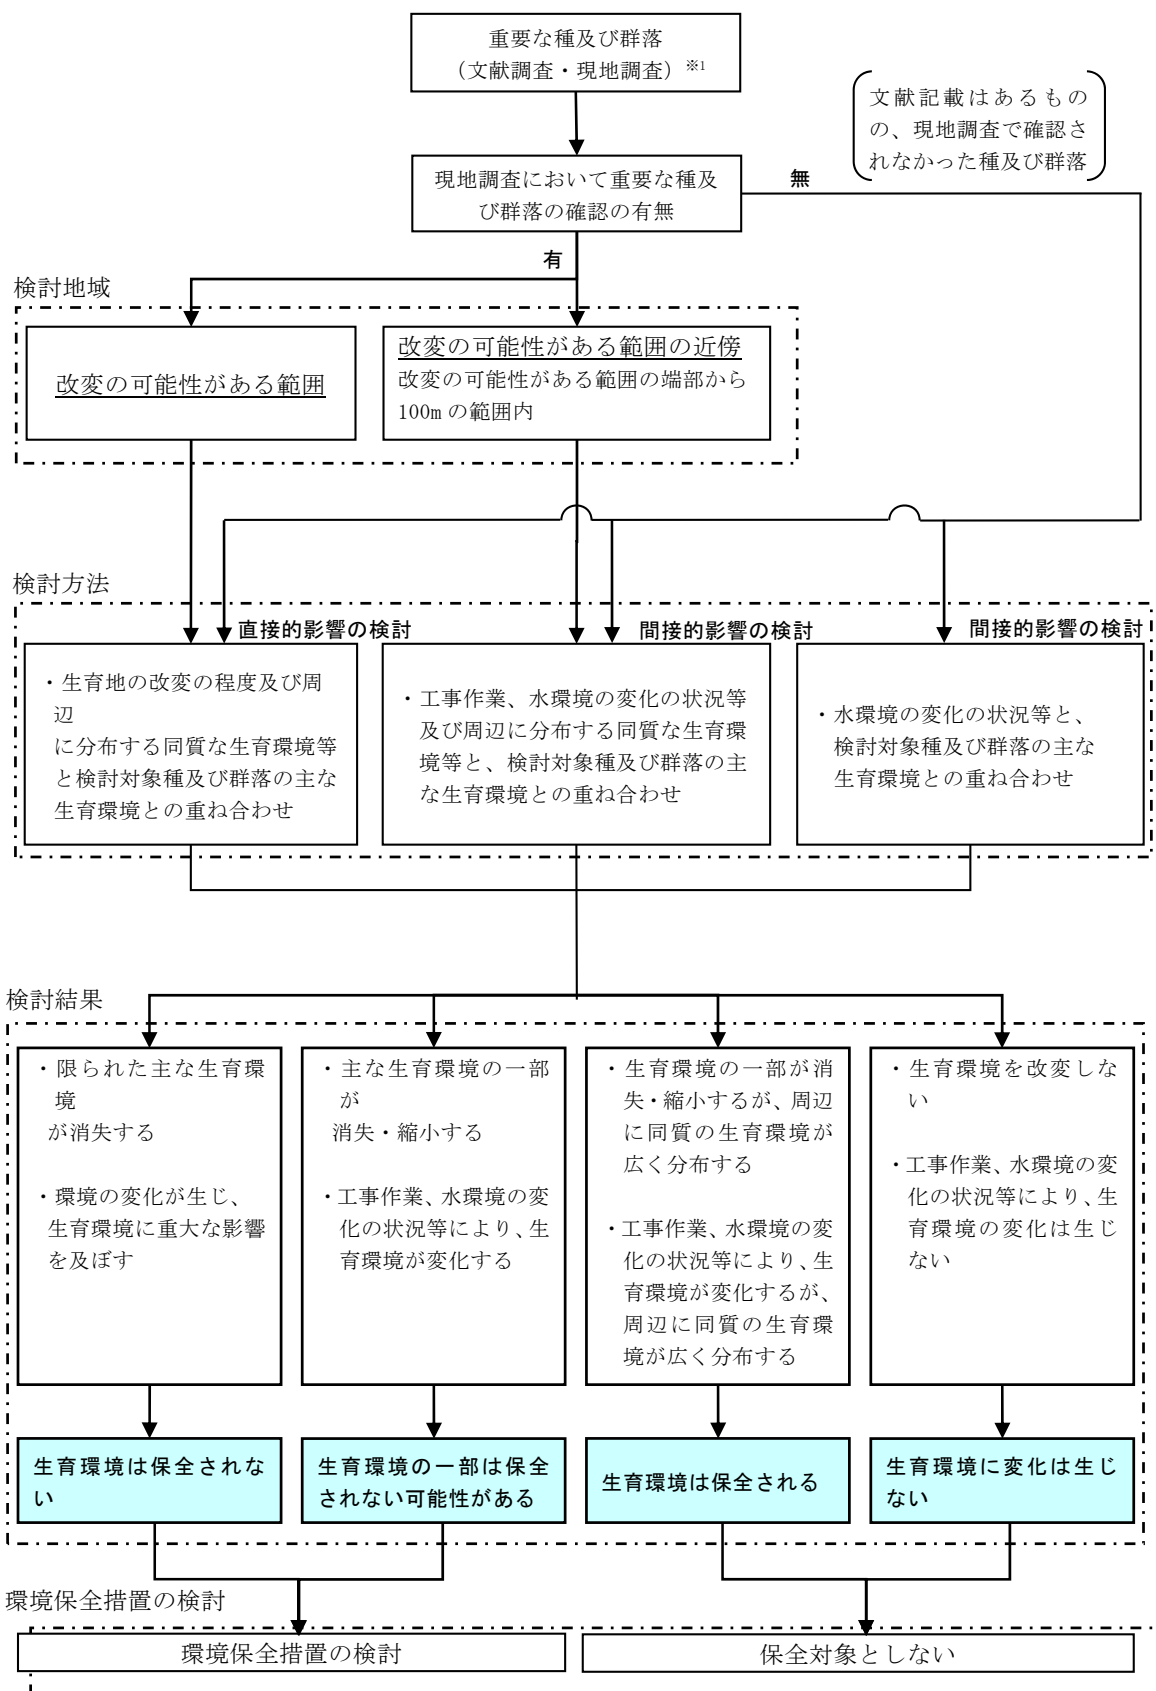 重要な種及び群落
（文献調査・現地調査）※1
文献記載はあるもの
の、現地調査で確認さ
れなかった種及び群落
現地調査において重要な種及
び群落の確認の有無
無
有
検討地域
改変の可能性がある範囲
改変の可能性がある範囲の近傍
改変の可能性がある範囲の端部から
100m の範囲内
検討方法
直接的影響の検討
間接的影響の検討
間接的影響の検討
・生育地の改変の程度及び周
辺
に分布する同質な生育環境等
と検討対象種及び群落の主な
生育環境との重ね合わせ
・工事作業、水環境の変化の状況等
及び周辺に分布する同質な生育環
境等と、検討対象種及び群落の主
な生育環境との重ね合わせ
・水環境の変化の状況等と、
検討対象種及び群落の主な
生育環境との重ね合わせ
検討結果
・限られた主な生育環
境
が消失する
・環境の変化が生じ、
生育環境に重大な影響
を及ぼす
・主な生育環境の一部
が
消失・縮小する
・工事作業、水環境の変
化の状況等により、生
育環境が変化する
・生育環境の一部が消
失・縮小するが、周辺
に同質の生育環境が
広く分布する
・工事作業、水環境の変
化の状況等により、生
育環境が変化するが、
周辺に同質の生育環
境が広く分布する
・生育環境を改変しな
い
・工事作業、水環境の変
化の状況等により、生
育環境の変化は生じ
ない
生育環境は保全されな
い
生育環境の一部は保全
されない可能性がある
生育環境は保全される
生育環境に変化は生じ
ない
環境保全措置の検討
環境保全措置の検討
保全対象としない